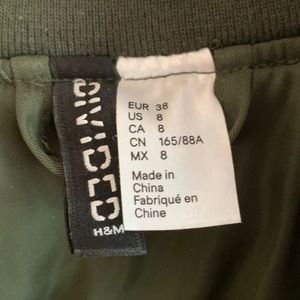 DIVIDED
H&M
EUR 38
US 8
CA 8
CN 165/88A
MX 8
Made in
China
Fabriqué en
Chine